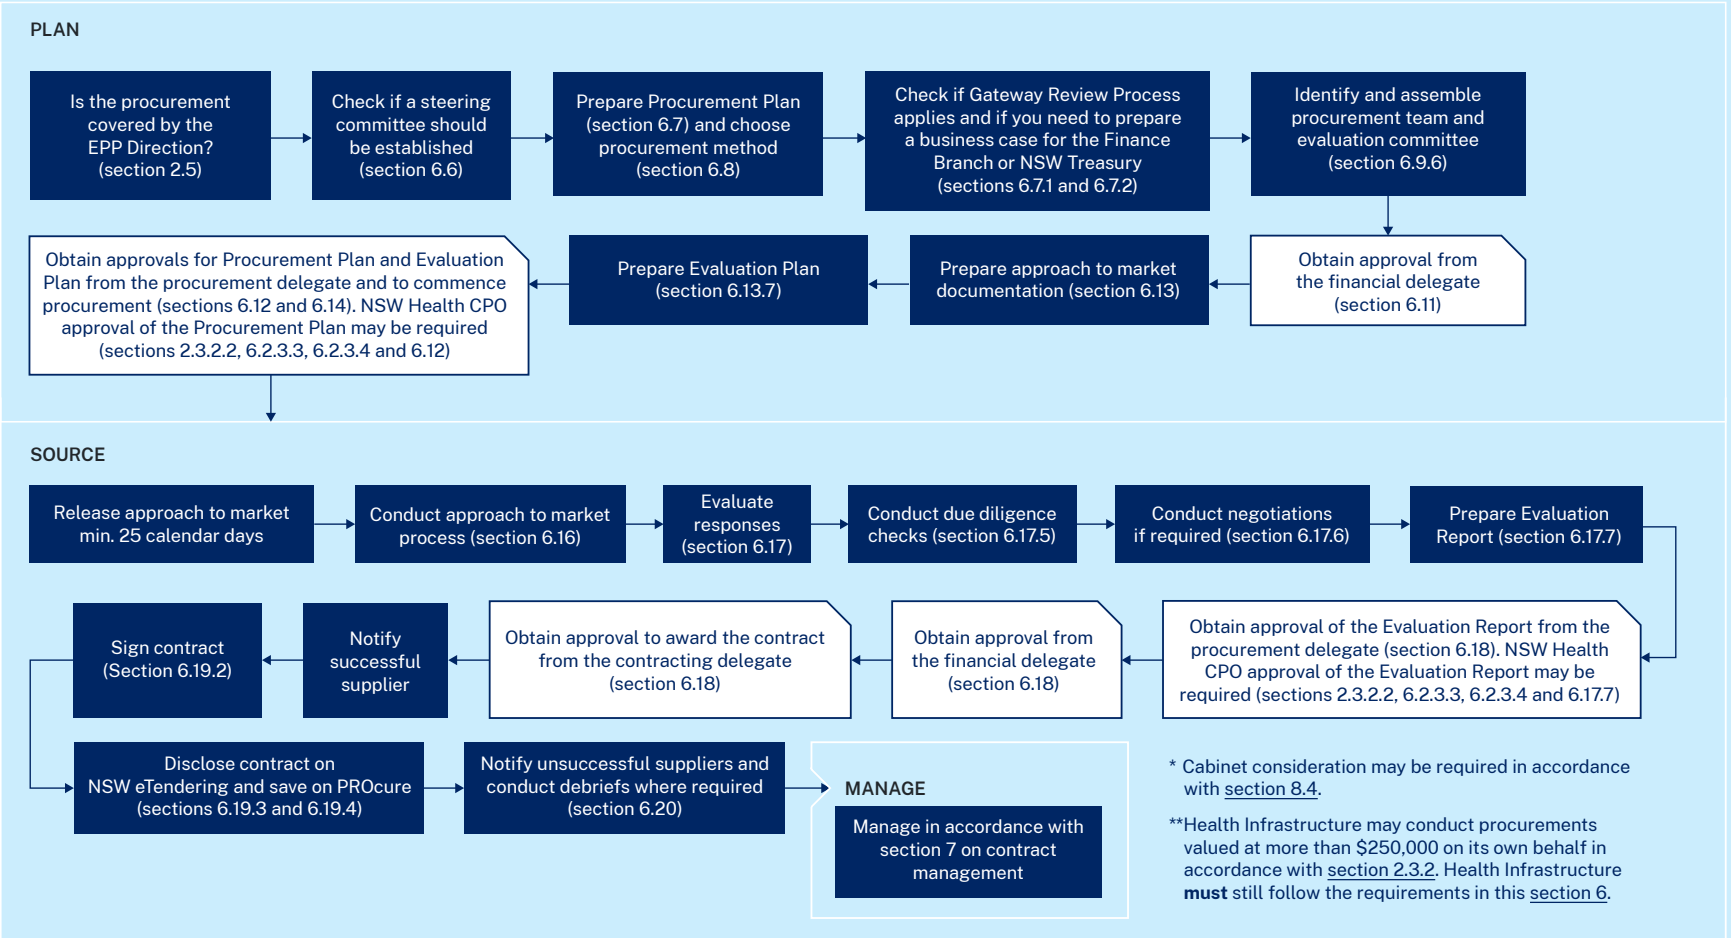 PLAN
Is the procurement
covered by the
EPP Direction?
(section 2.5)
Check if a steering
committee should
be established
(section 6.6)
Prepare Procurement Plan
(section 6.7) and choose
procurement method
(section 6.8)
Check if Gateway Review Process
applies and if you need to prepare
a business case for the Finance
Branch or NSW Treasury
(sections 6.7.1 and 6.7.2)
Identify and assemble
procurement team and
evaluation committee
(section 6.9.6)
Obtain approval from
the financial delegate
(section 6.11)
Prepare approach to market
documentation (section 6.13)
Prepare Evaluation Plan
(section 6.13.7)
Obtain approvals for Procurement Plan and Evaluation
Plan from the procurement delegate and to commence
procurement (sections 6.12 and 6.14). NSW Health CPO
approval of the Procurement Plan may be required
(sections 2.3.2.2, 6.2.3.3, 6.2.3.4 and 6.12)
SOURCE
Release approach to market
min. 25 calendar days
Conduct approach to market
process (section 6.16)
Evaluate
responses
(section 6.17)
Conduct due diligence
checks (section 6.17.5)
Conduct negotiations
if required (section 6.17.6)
Prepare Evaluation
Report (section 6.17.7)
Obtain approval of the Evaluation Report from the
procurement delegate (section 6.18). NSW Health
CPO approval of the Evaluation Report may be
required (sections 2.3.2.2, 6.2.3.3, 6.2.3.4 and 6.17.7)
Obtain approval from
the financial delegate
(section 6.18)
Obtain approval to award the contract
from the contracting delegate
(section 6.18)
Notify
successful
supplier
Sign contract
(Section 6.19.2)
Disclose contract on
NSW eTendering and save on PROcure
(sections 6.19.3 and 6.19.4)
Notify unsuccessful suppliers and
conduct debriefs where required
(section 6.20)
MANAGE
Manage in accordance with
section 7 on contract
management
* Cabinet consideration may be required in accordance
with section 8.4.
**Health Infrastructure may conduct procurements
valued at more than $250,000 on its own behalf in
accordance with section 2.3.2. Health Infrastructure
must still follow the requirements in this section 6.